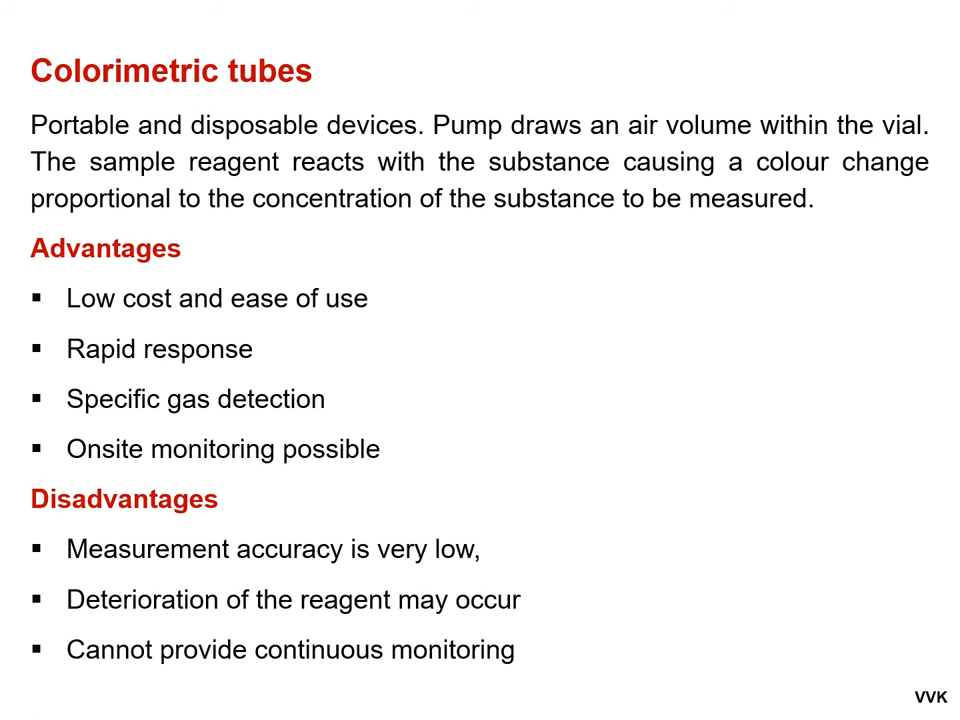 Colorimetric tubes
Portable and disposable devices. Pump draws an air volume within the vial.
The sample reagent reacts with the substance causing a colour change
proportional to the concentration of the substance to be measured.
Advantages
▪ Low cost and ease of use
▪ Rapid response
▪ Specific gas detection
▪ Onsite monitoring possible
Disadvantages
▪ Measurement accuracy is very low,
▪ Deterioration of the reagent may occur
▪ Cannot provide continuous monitoring
VVK